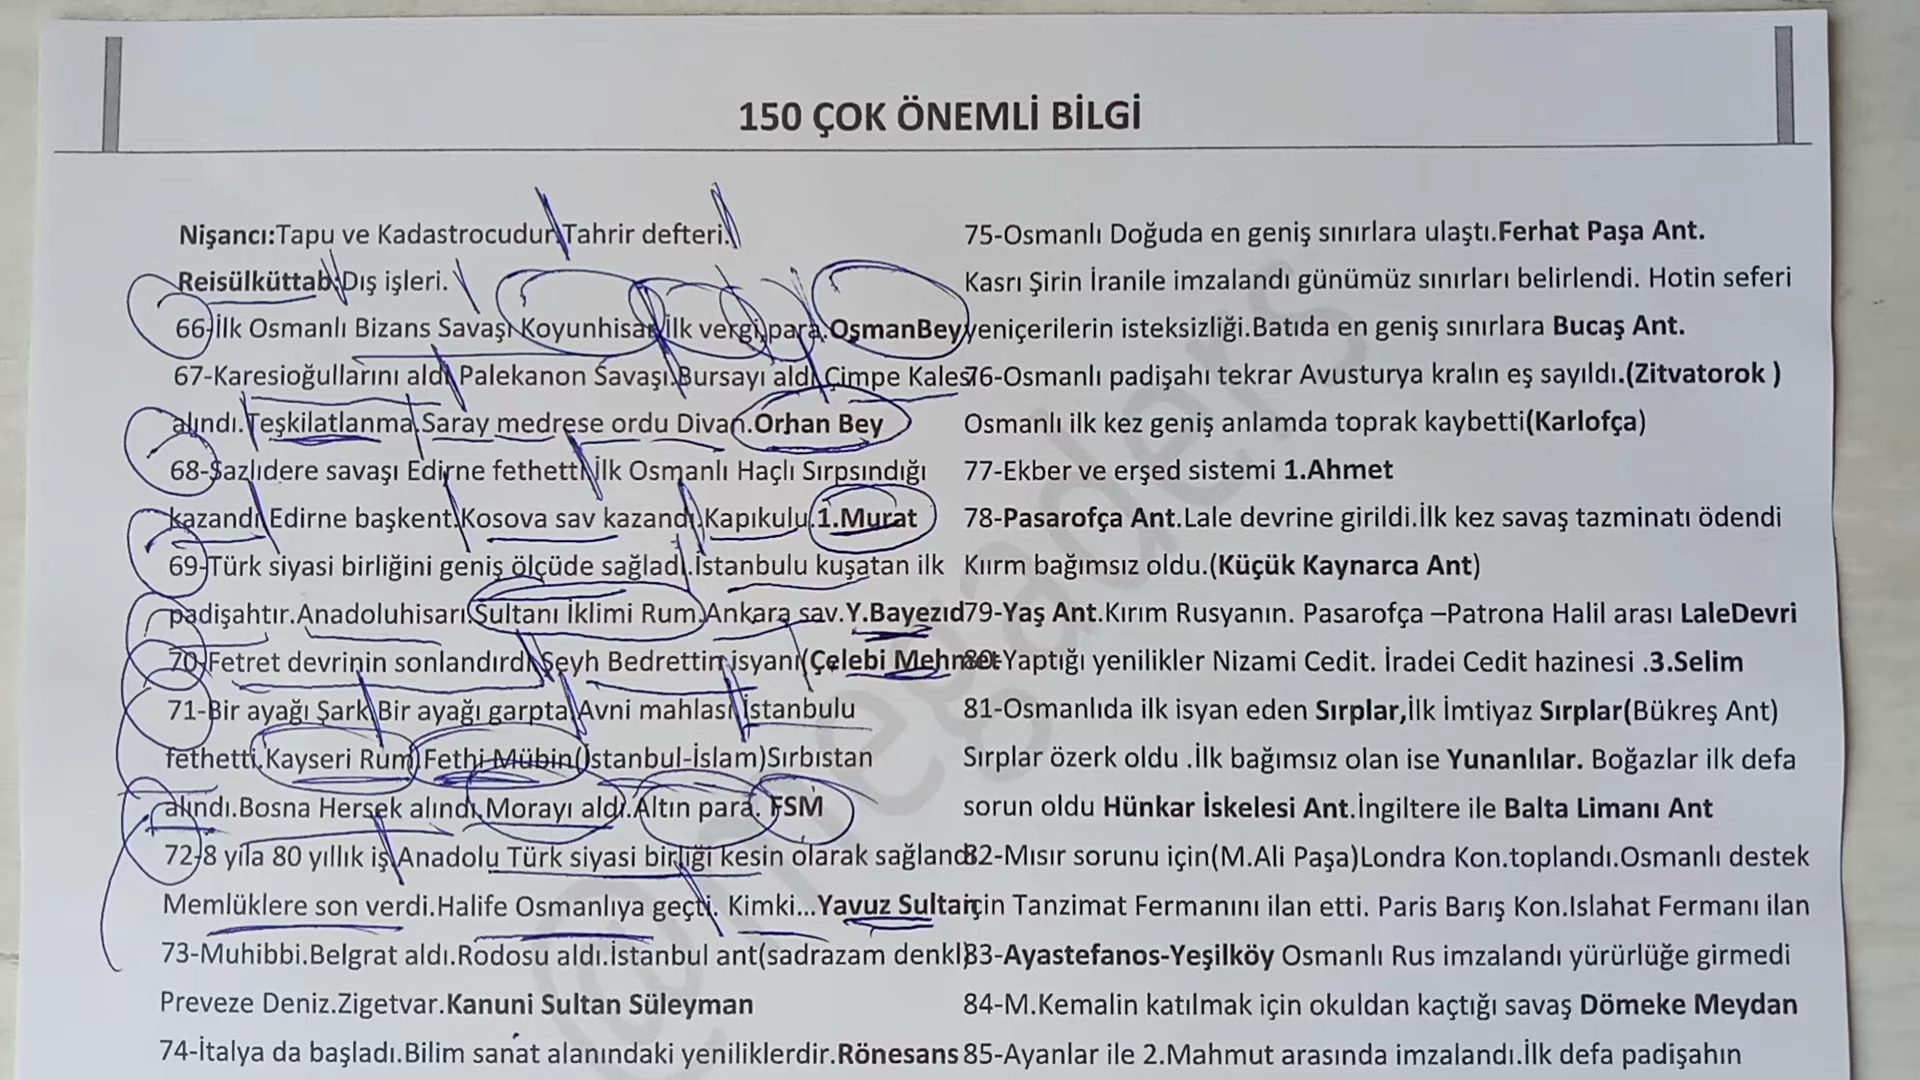 150 ÇOK ÖNEMLİ BİLGİ
Nişancı:Tapu ve Kadastrocudur.Tahrir defteri.
Reisülküttab:Dış işleri.
66-İlk Osmanlı Bizans Savaşı Koyunhisar.İlk vergi,para.OsmanBey
67-Karesioğullarını aldı.Palekanon Savaşı.Bursayı aldı.Çimpe Kalesi
alındı.Teşkilatlanma.Saray medrese ordu Divan.Orhan Bey
68-Sazlıdere savaşı Edirne fethetti.İlk Osmanlı Haçlı Sırpsındığı
kazandı.Edirne başkent.Kosova sav kazandı.Kapıkulu.1.Murat
69-Türk siyasi birliğini geniş ölçüde sağladı.İstanbulu kuşatan ilk
padişahtır.Anadoluhisarı.Sultanı İklimi Rum.Ankara sav.Y.Bayezıd
70-Fetret devrinin sonlandırdı.Şeyh Bedrettin isyanı(Çelebi Mehmet
71-Bir ayağı Şark.Bir ayağı garpta.Avni mahlası.İstanbulu
fethetti.Kayseri Rum.Fethi Mübin(İstanbul-İslam)Sırbıstan
alındı.Bosna Hersek alındı.Morayı aldı.Altın para. FSM
72-8 yıla 80 yıllık iş.Anadolu Türk siyasi birliği kesin olarak sağlandı
Memlüklere son verdi.Halife Osmanlıya geçti. Kimki...Yavuz Sultan
73-Muhibbi.Belgrat aldı.Rodosu aldı.İstanbul ant(sadrazam denkl)
Preveze Deniz.Zigetvar.Kanuni Sultan Süleyman
74-İtalya da başladı.Bilim sanat alanındaki yeniliklerdir.Rönesans
75-Osmanlı Doğuda en geniş sınırlara ulaştı.Ferhat Paşa Ant.
Kasrı Şirin İranile imzalandı günümüz sınırları belirlendi. Hotin seferi
yeniçerilerin isteksizliği.Batıda en geniş sınırlara Bucaş Ant.
76-Osmanlı padişahı tekrar Avusturya kralın eş sayıldı.(Zitvatorok )
Osmanlı ilk kez geniş anlamda toprak kaybetti(Karlofça)
77-Ekber ve erşed sistemi 1.Ahmet
78-Pasarofça Ant.Lale devrine girildi.İlk kez savaş tazminatı ödendi
Kıırm bağımsız oldu.(Küçük Kaynarca Ant)
79-Yaş Ant.Kırım Rusyanın. Pasarofça –Patrona Halil arası LaleDevri
80-Yaptığı yenilikler Nizami Cedit. İradei Cedit hazinesi .3.Selim
81-Osmanlıda ilk isyan eden Sırplar,İlk İmtiyaz Sırplar(Bükreş Ant)
Sırplar özerk oldu .İlk bağımsız olan ise Yunanlılar. Boğazlar ilk defa
sorun oldu Hünkar İskelesi Ant.İngiltere ile Balta Limanı Ant
82-Mısır sorunu için(M.Ali Paşa)Londra Kon.toplandı.Osmanlı destek
için Tanzimat Fermanını ilan etti. Paris Barış Kon.Islahat Fermanı ilan
83-Ayastefanos-Yeşilköy Osmanlı Rus imzalandı yürürlüğe girmedi
84-M.Kemalin katılmak için okuldan kaçtığı savaş Dömeke Meydan
85-Ayanlar ile 2.Mahmut arasında imzalandı.İlk defa padişahın
@megaders